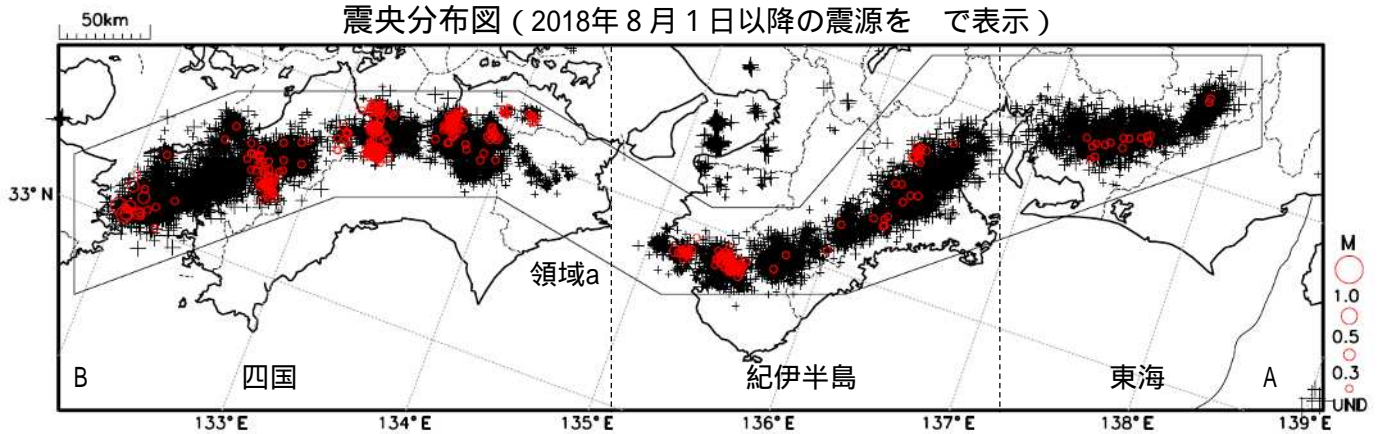 震央分布図（2018年８月１日以降の震源を　で表示）
50km
33°N
領域a
B
四国
紀伊半島
東海
A
M
1.0
0.5
0.3
UND
133°E
134°E
135°E
136°E
137°E
138°E
139°E